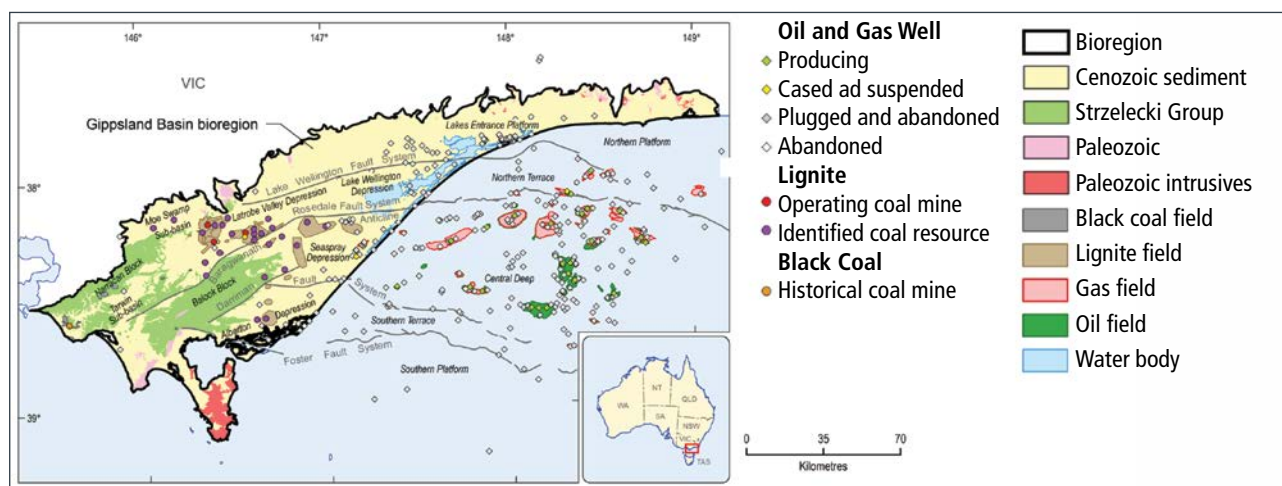 146°
147°
148°
149°
VIC
Gippsland Basin bioregion
Lakes Entrance Platform
Northern Platform
Lake Wellington Fault System
Lake Wellington
Depression
38°
Northern Terrace
Moe Swamp
Sub-basin
Latrobe Valley Depression
Rosedale Fault System
Anticline
Baragwanath
Seaspray
Depression
Narracan Block
Tarwin
Sub-basin
Balook Block
Darriman
Fault
System
Central Deep
Southern Terrace
Alberton
Depression
Foster Fault System
Southern Platform
39°
NT
QLD
WA
SA
NSW
VIC
TAS
Oil and Gas Well
Producing
Cased ad suspended
Plugged and abandoned
Abandoned
Lignite
Operating coal mine
Identified coal resource
Black Coal
Historical coal mine
0 35 70
Kilometres
Bioregion
Cenozoic sediment
Strzelecki Group
Paleozoic
Paleozoic intrusives
Black coal field
Lignite field
Gas field
Oil field
Water body